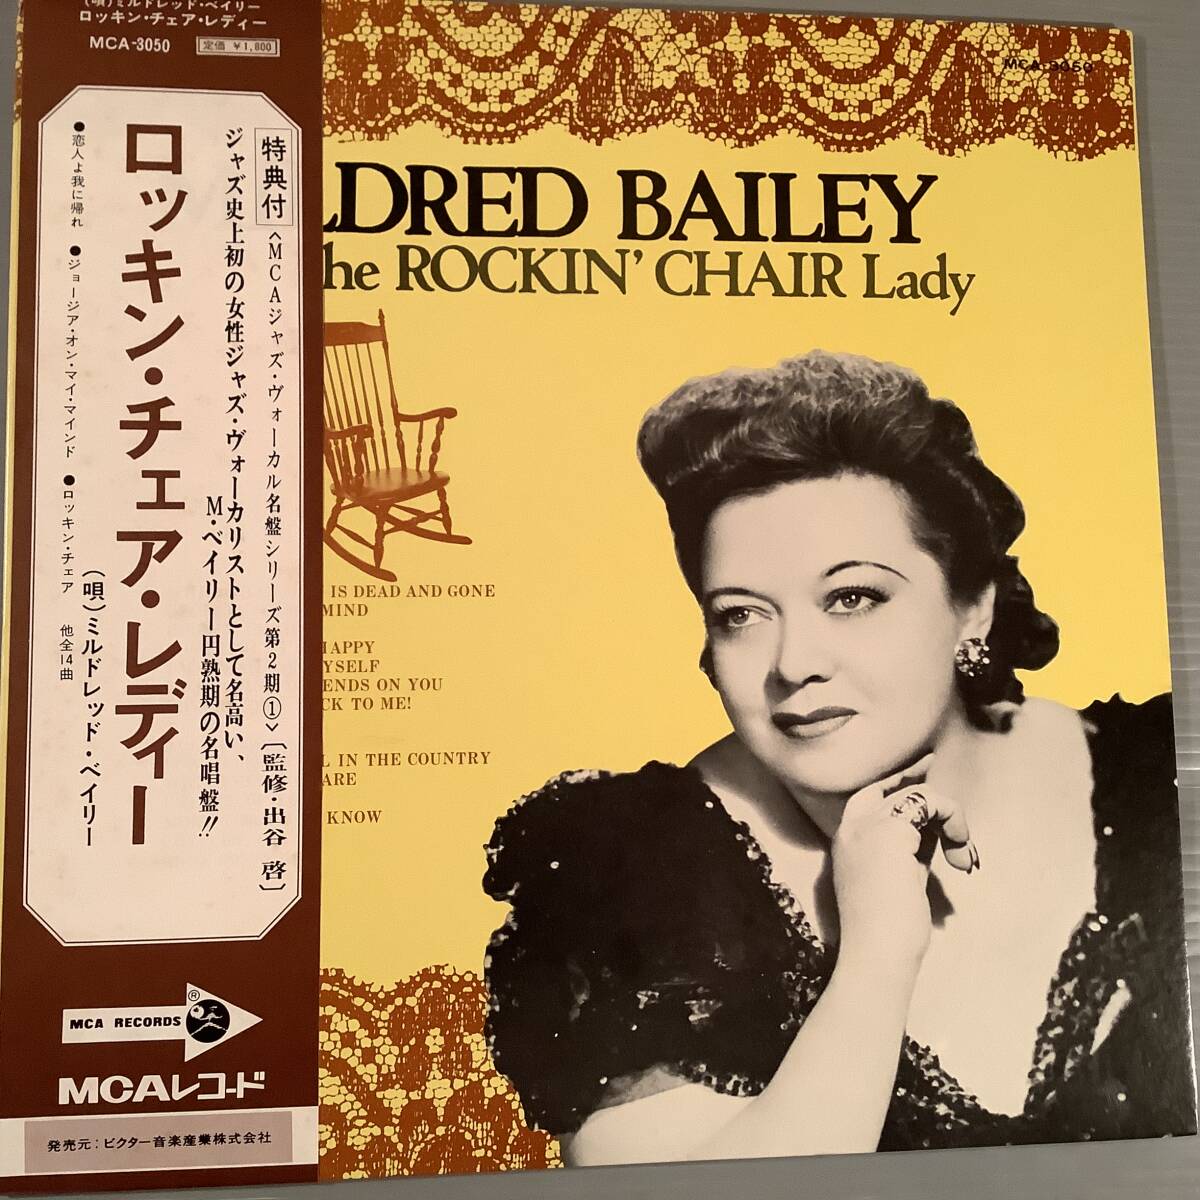 (唄)ミルドレッド・ベイリー
ロッキン・チェア・レディー
MCA-3050
定価 ¥1,800
特典付
〈MCAジャズ・ヴォーカル名盤シリーズ第2期①〉〔監修・出谷 啓〕
ジャズ史上初の女性ジャズ・ヴォーカリストとして名高い、
M・ベイリー円熟期の名唱盤!!
ロッキン・チェア・レディー
(唄)ミルドレッド・ベイリー
●恋人よ我に帰れ ●ジョージア・オン・マイ・マインド ●ロッキン・チェア 他全14曲
MCA RECORDS
®
MCAレコード
発売元:ビクター音楽産業株式会社
MCA-3050
LDRED BAILEY
he ROCKIN' CHAIR Lady
IS DEAD AND GONE
MIND
HAPPY
YSELF
ENDS ON YOU
CK TO ME!
L IN THE COUNTRY
ARE
KNOW